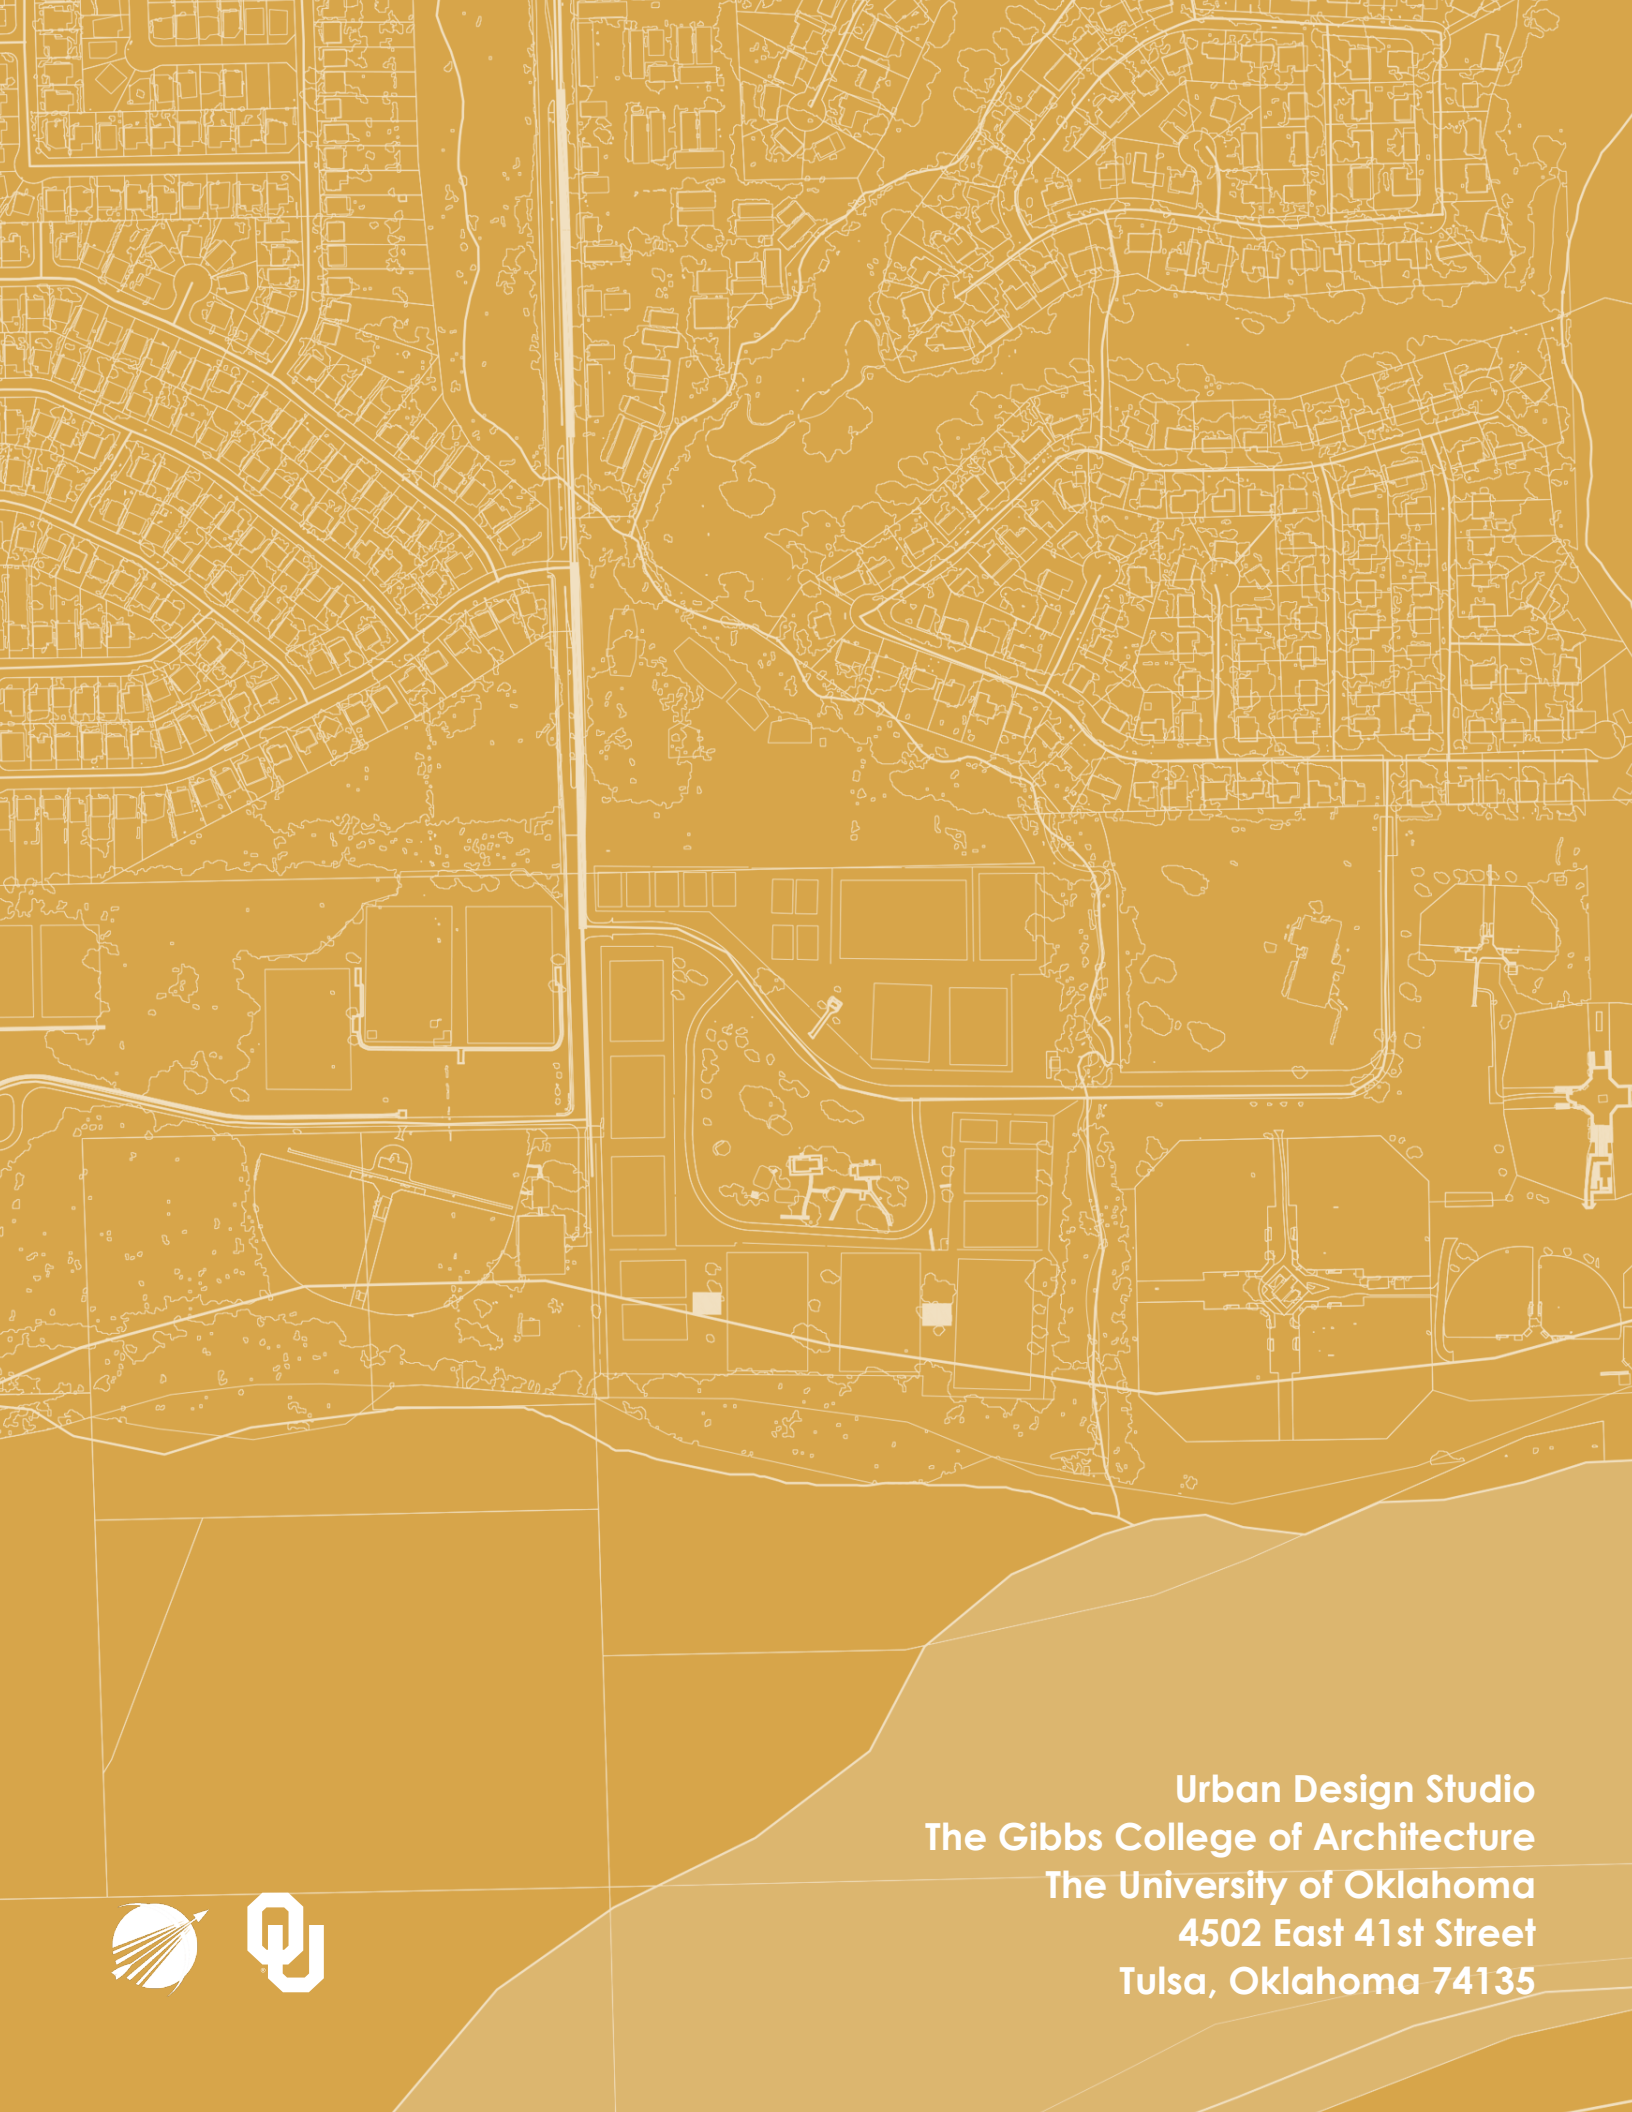 Urban Design Studio
The Gibbs College of Architecture
The University of Oklahoma
4502 East 41st Street
Tulsa, Oklahoma 74135
OU